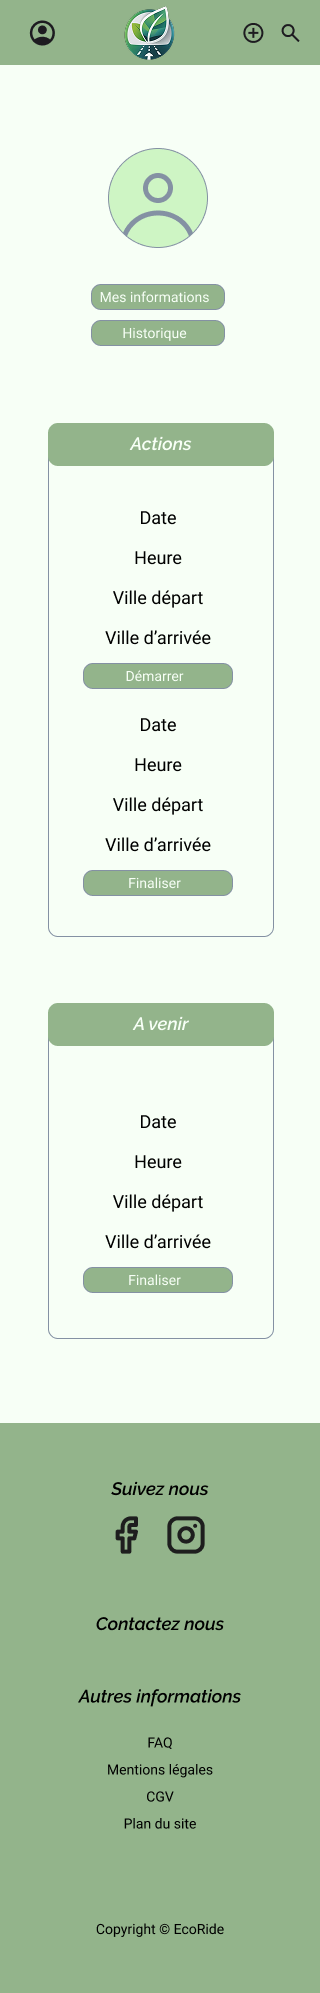 Mes informations
Historique
Actions
Date
Heure
Ville départ
Ville d’arrivée
Démarrer
Date
Heure
Ville départ
Ville d’arrivée
Finaliser
A venir
Date
Heure
Ville départ
Ville d’arrivée
Finaliser
Suivez nous
Contactez nous
Autres informations
FAQ
Mentions légales
CGV
Plan du site
Copyright © EcoRide